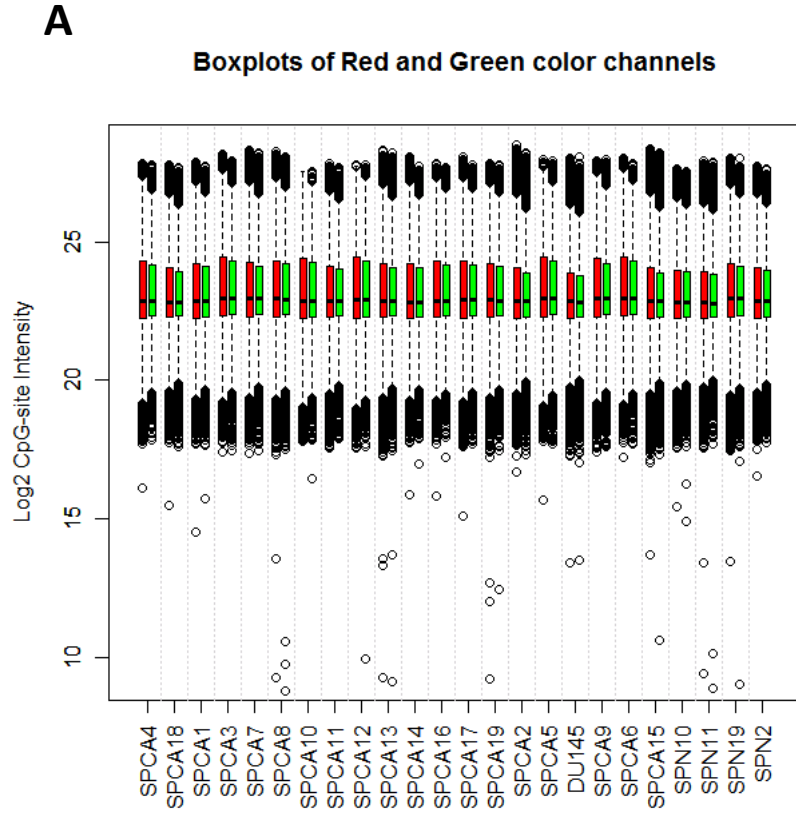 A
Boxplots of Red and Green color channels
Log2 CpG-site Intensity
25
20
15
10
SPCA4
SPCA18
SPCA1
SPCA3
SPCA7
SPCA8
SPCA10
SPCA11
SPCA12
SPCA13
SPCA14
SPCA16
SPCA17
SPCA19
SPCA2
SPCA5
DU145
SPCA9
SPCA6
SPCA15
SPN10
SPN11
SPN19
SPN2